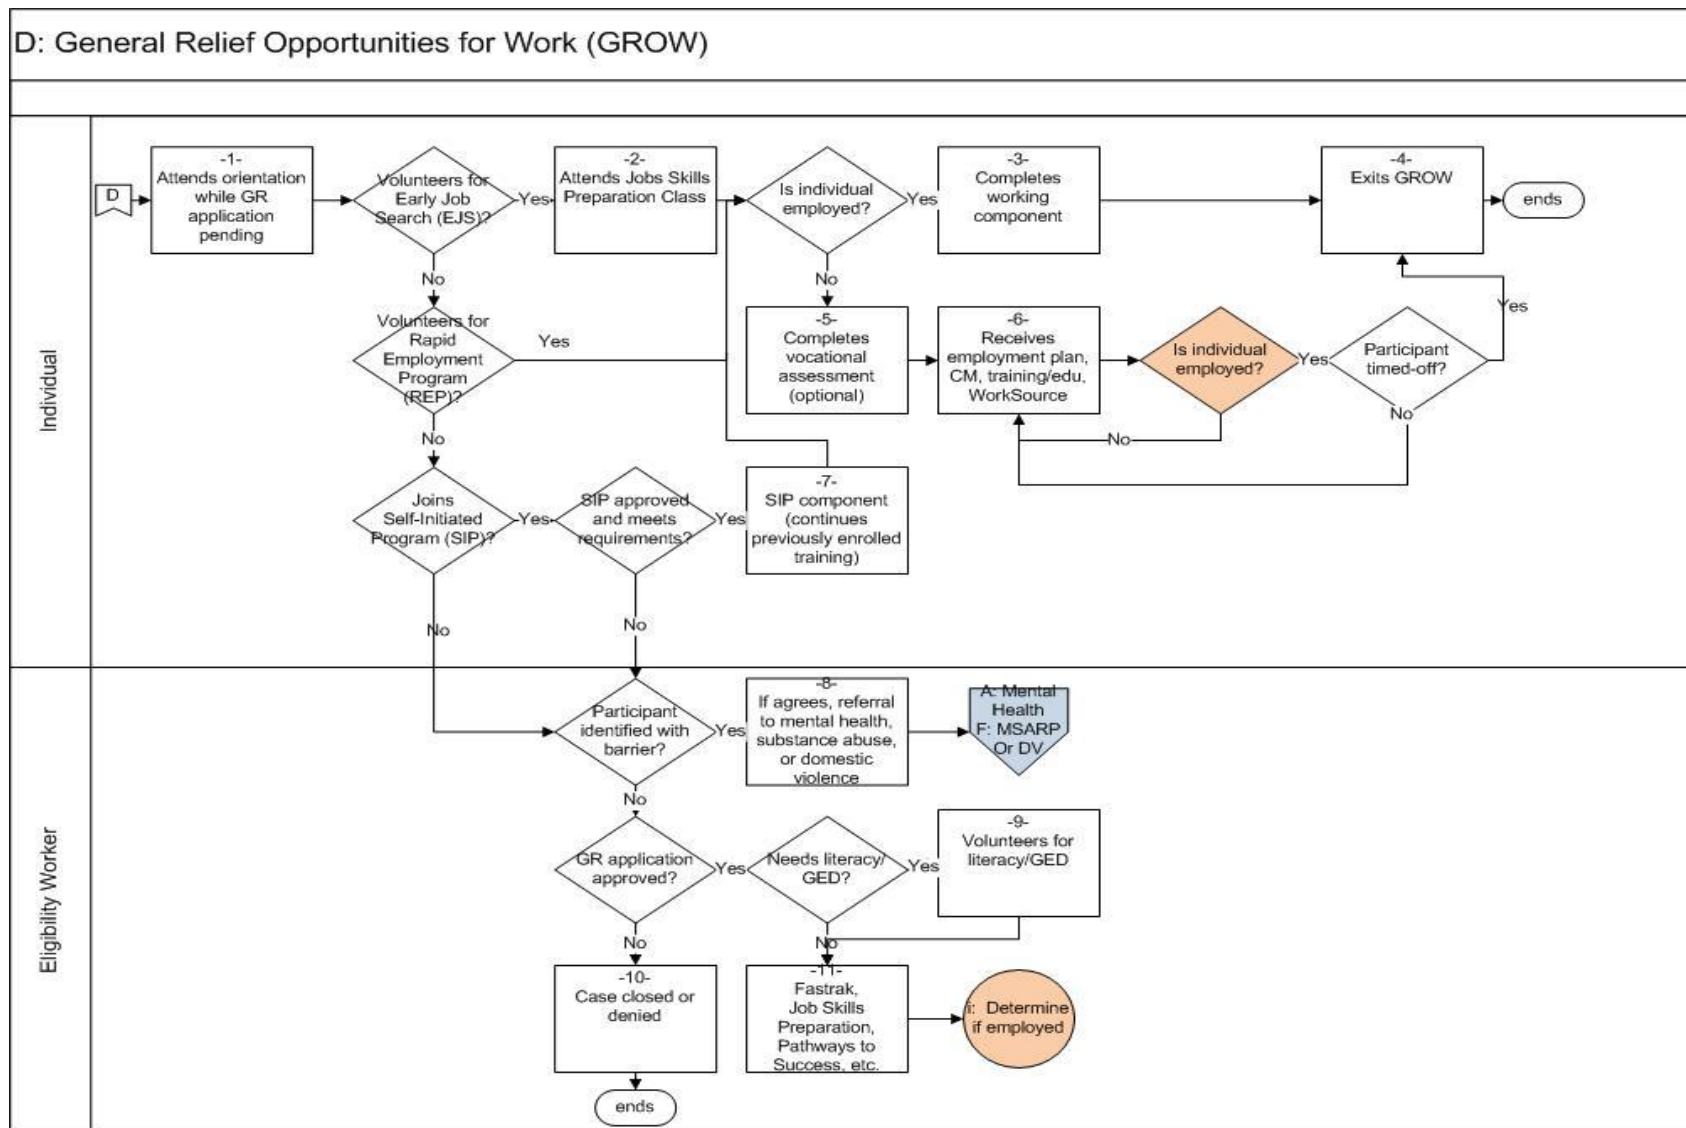 D: General Relief Opportunities for Work (GROW)
Individual
D
-1-
Attends orientation
while GR
application
pending
Volunteers for
Early Job
Search (EJS)?
Yes
-2-
Attends Jobs Skills
Preparation Class
Is individual
employed?
Yes
-3-
Completes
working
component
-4-
Exits GROW
ends
No
No
Volunteers for
Rapid
Employment
Program
(REP)?
Yes
-5-
Completes
vocational
assessment
(optional)
-6-
Receives
employment plan,
CM, training/edu,
WorkSource
Is individual
employed?
Yes
Participant
timed-off?
Yes
No
No
No
Joins
Self-Initiated
Program (SIP)?
Yes
SIP approved
and meets
requirements?
Yes
-7-
SIP component
(continues
previously enrolled
training)
No
No
Eligibility Worker
Participant
identified with
barrier?
Yes
-8-
If agrees, referral
to mental health,
substance abuse,
or domestic
violence
A: Mental
Health
F: MSARP
Or DV
No
GR application
approved?
Yes
Needs literacy/
GED?
Yes
-9-
Volunteers for
literacy/GED
No
No
-10-
Case closed or
denied
-11-
Fastrak,
Job Skills
Preparation,
Pathways to
Success, etc.
i: Determine
if employed
ends